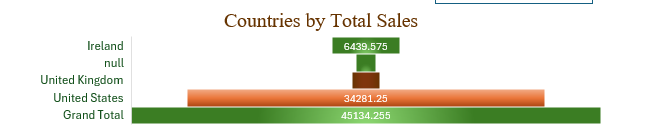 Countries by Total Sales
Ireland 6439.575
null
United Kingdom
United States 34281.25
Grand Total 45134.255